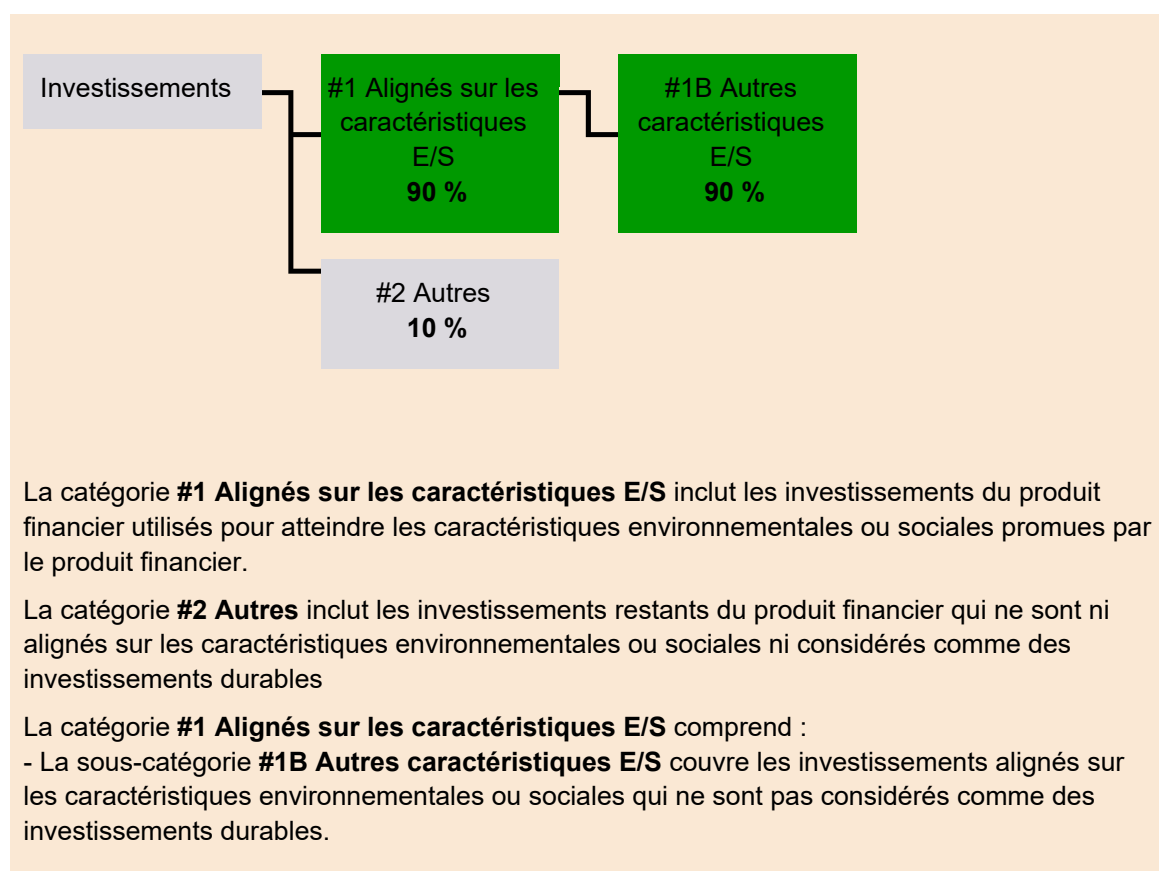 Investissements
#1 Alignés sur les
caractéristiques
E/S
90 %
#1B Autres
caractéristiques
E/S
90 %
#2 Autres
10 %
La catégorie #1 Alignés sur les caractéristiques E/S inclut les investissements du produit
financier utilisés pour atteindre les caractéristiques environnementales ou sociales promues par
le produit financier.
La catégorie #2 Autres inclut les investissements restants du produit financier qui ne sont ni
alignés sur les caractéristiques environnementales ou sociales ni considérés comme des
investissements durables
La catégorie #1 Alignés sur les caractéristiques E/S comprend :
- La sous-catégorie #1B Autres caractéristiques E/S couvre les investissements alignés sur
les caractéristiques environnementales ou sociales qui ne sont pas considérés comme des
investissements durables.